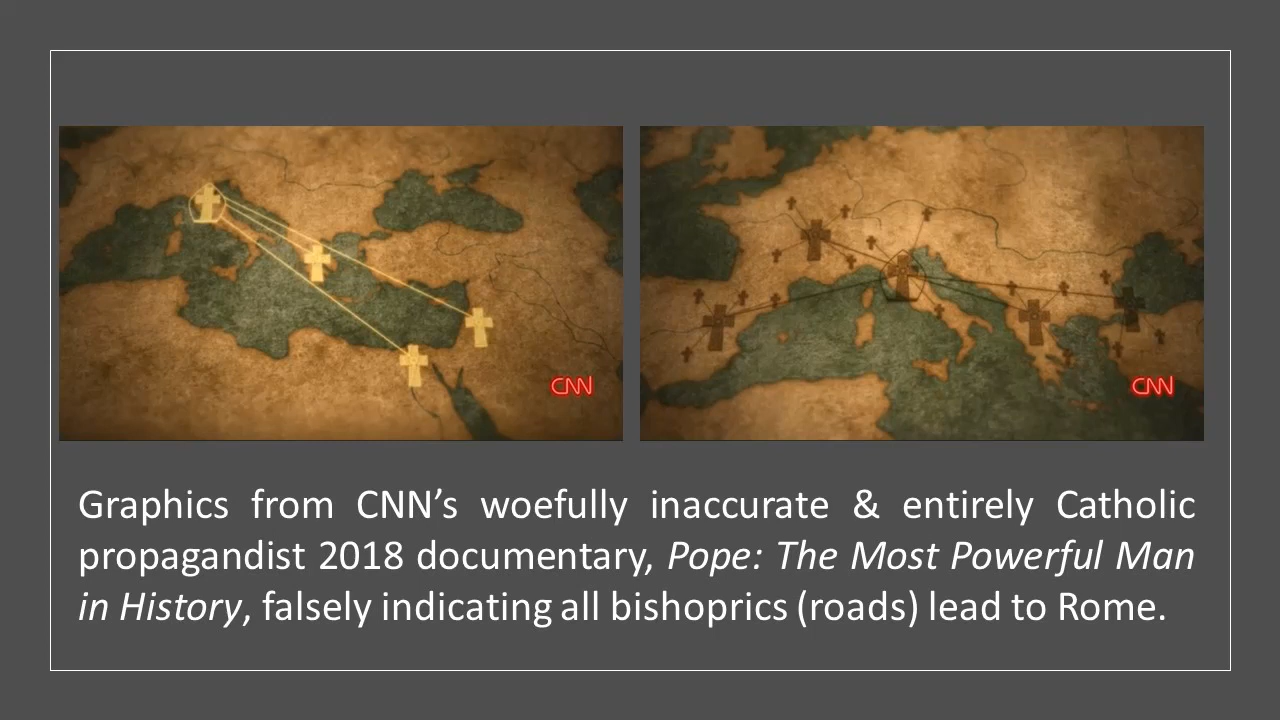 CNN
CNN
Graphics from CNN’s woefully inaccurate & entirely Catholic
propagandist 2018 documentary, Pope: The Most Powerful Man
in History, falsely indicating all bishoprics (roads) lead to Rome.